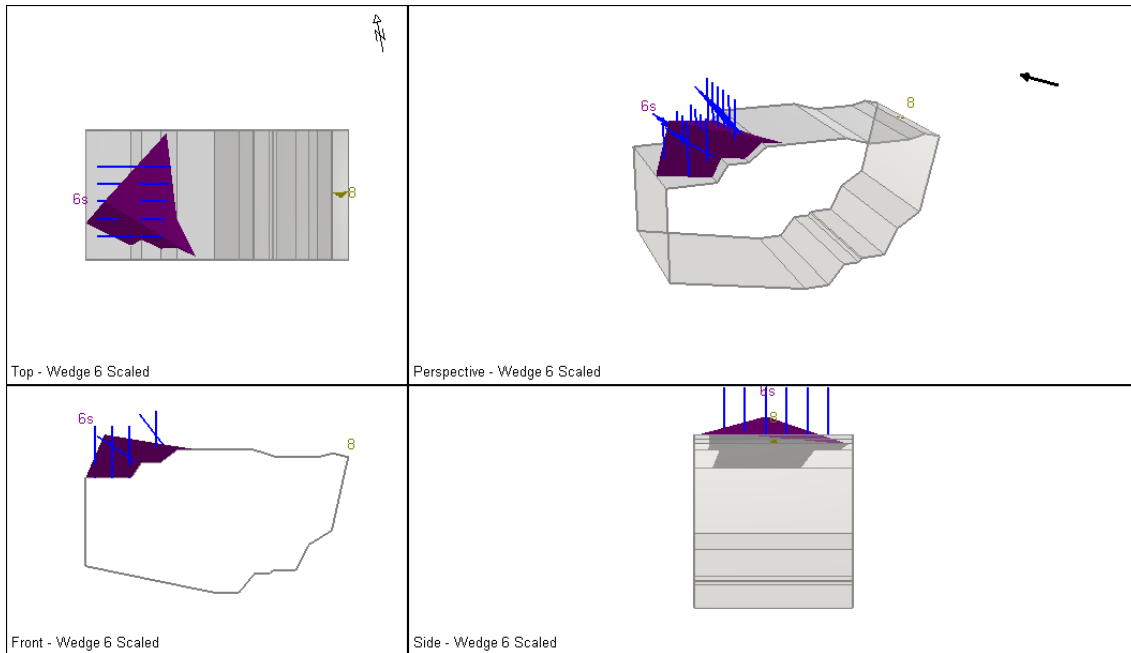 N
6s
8
Top - Wedge 6 Scaled
6s
8
Perspective - Wedge 6 Scaled
6s
8
Front - Wedge 6 Scaled
6s
8
Side - Wedge 6 Scaled